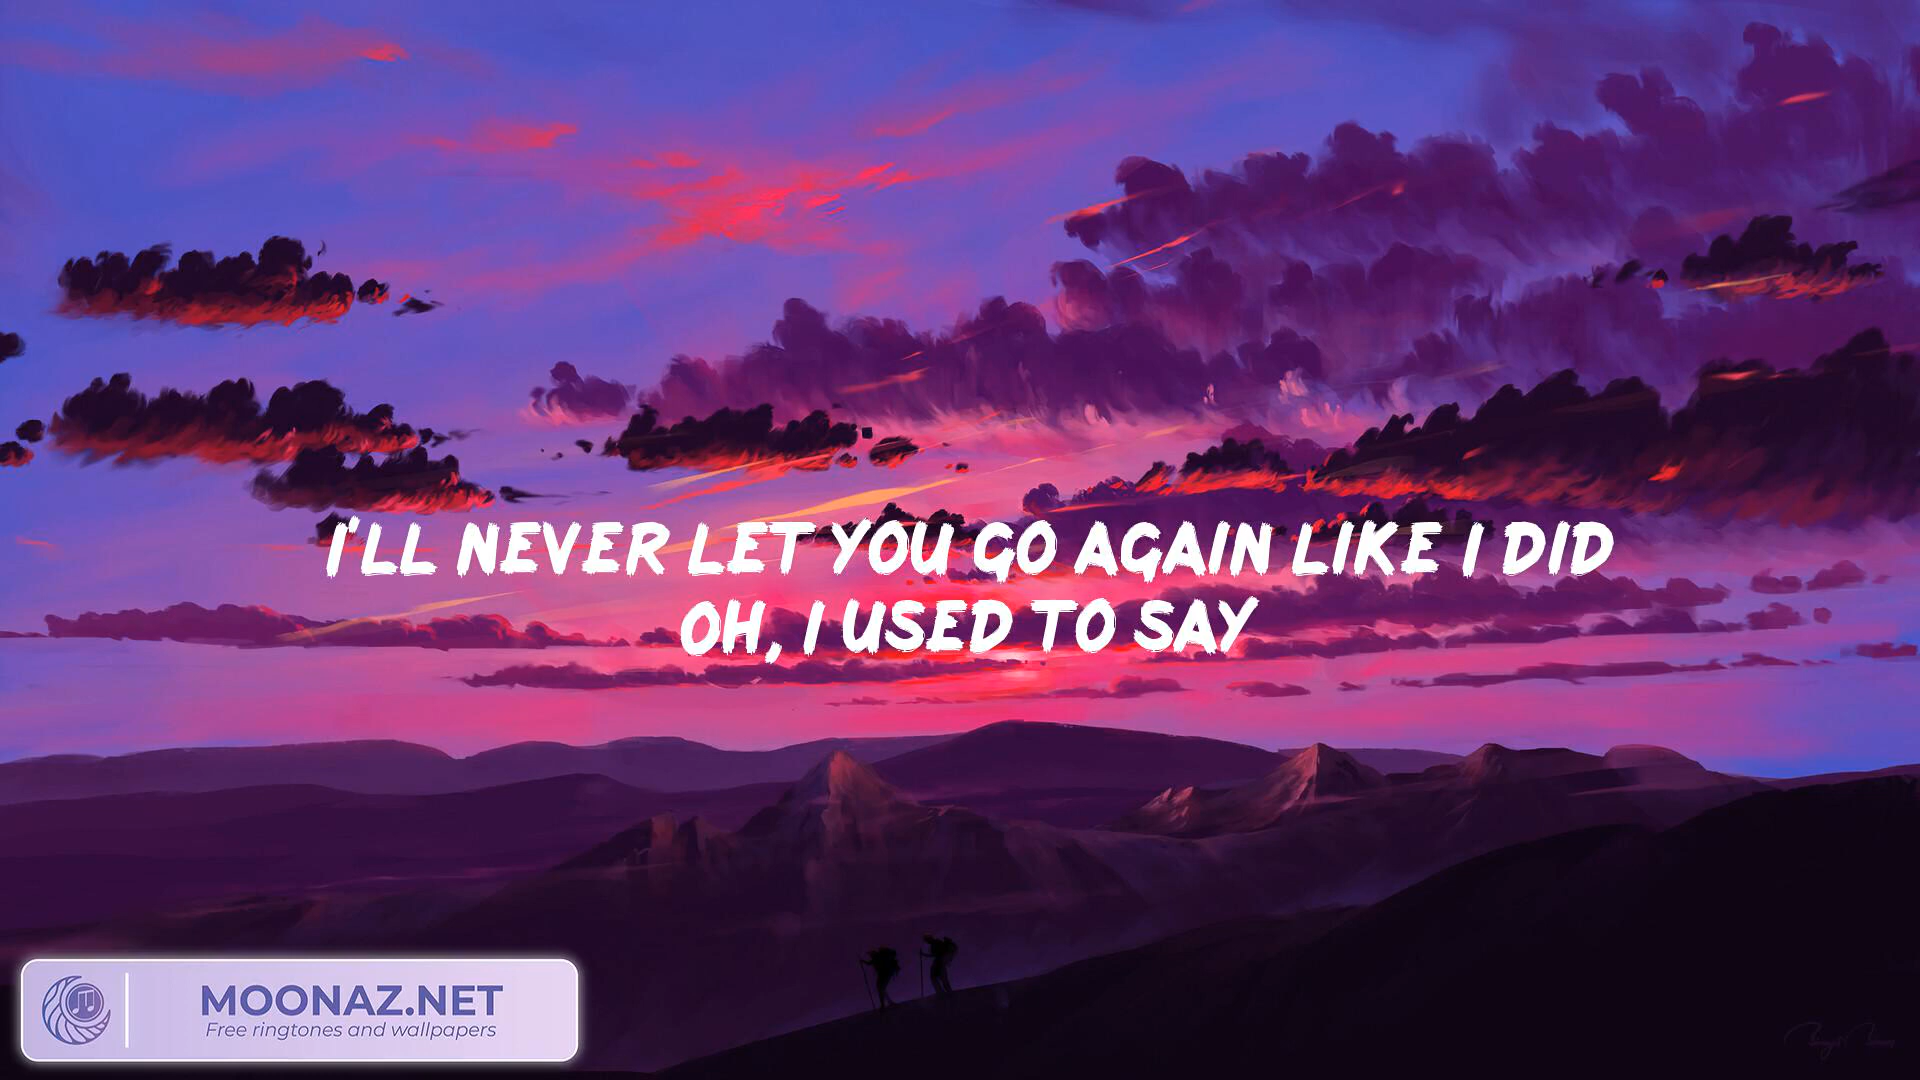 I'LL NEVER LET YOU GO AGAIN LIKE I DID
OH, I USED TO SAY
MOONAZ.NET
Free ringtones and wallpapers